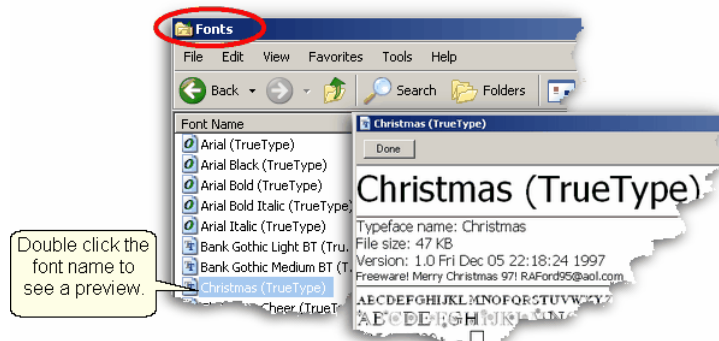 Fonts
File Edit View Favorites Tools Help
Back Search Folders
Font Name
Arial (TrueType)
Arial Black (TrueType)
Arial Bold (TrueType)
Arial Bold Italic (TrueType)
Arial Italic (TrueType)
Bank Gothic Light BT (Tru
Bank Gothic Medium BT (T
Christmas (TrueType)
Cheer (TrueT
Double click the
font name to
see a preview.
Christmas (TrueType)
Done
Christmas (TrueType)
Typeface name: Christmas
File size: 47 KB
Version: 1.0 Fri Dec 05 22:18:24 1997
Freeware! Merry Christmas 97! RAFord95@aol.com
ABCDEFGHIJKLMNOPQRSTUVWXYZ